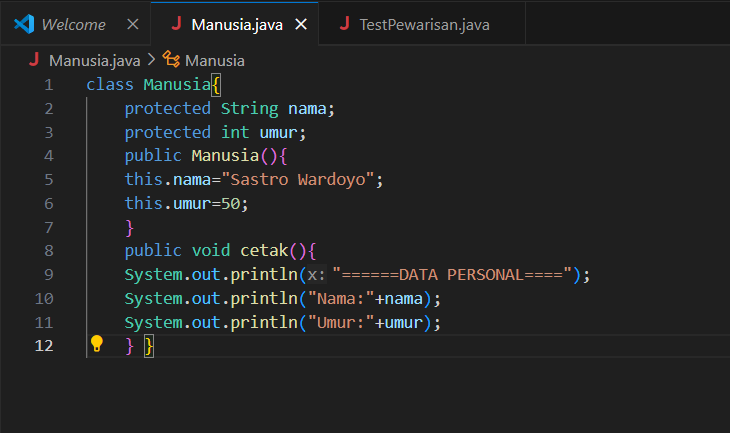 Welcome Manusia.java TestPewarisan.java
Manusia.java > Manusia
1 class Manusia{
2 protected String nama;
3 protected int umur;
4 public Manusia(){
5 this.nama="Sastro Wardoyo";
6 this.umur=50;
7 }
8 public void cetak(){
9 System.out.println(x: "======DATA PERSONAL====");
10 System.out.println("Nama:"+nama);
11 System.out.println("Umur:"+umur);
12 } }